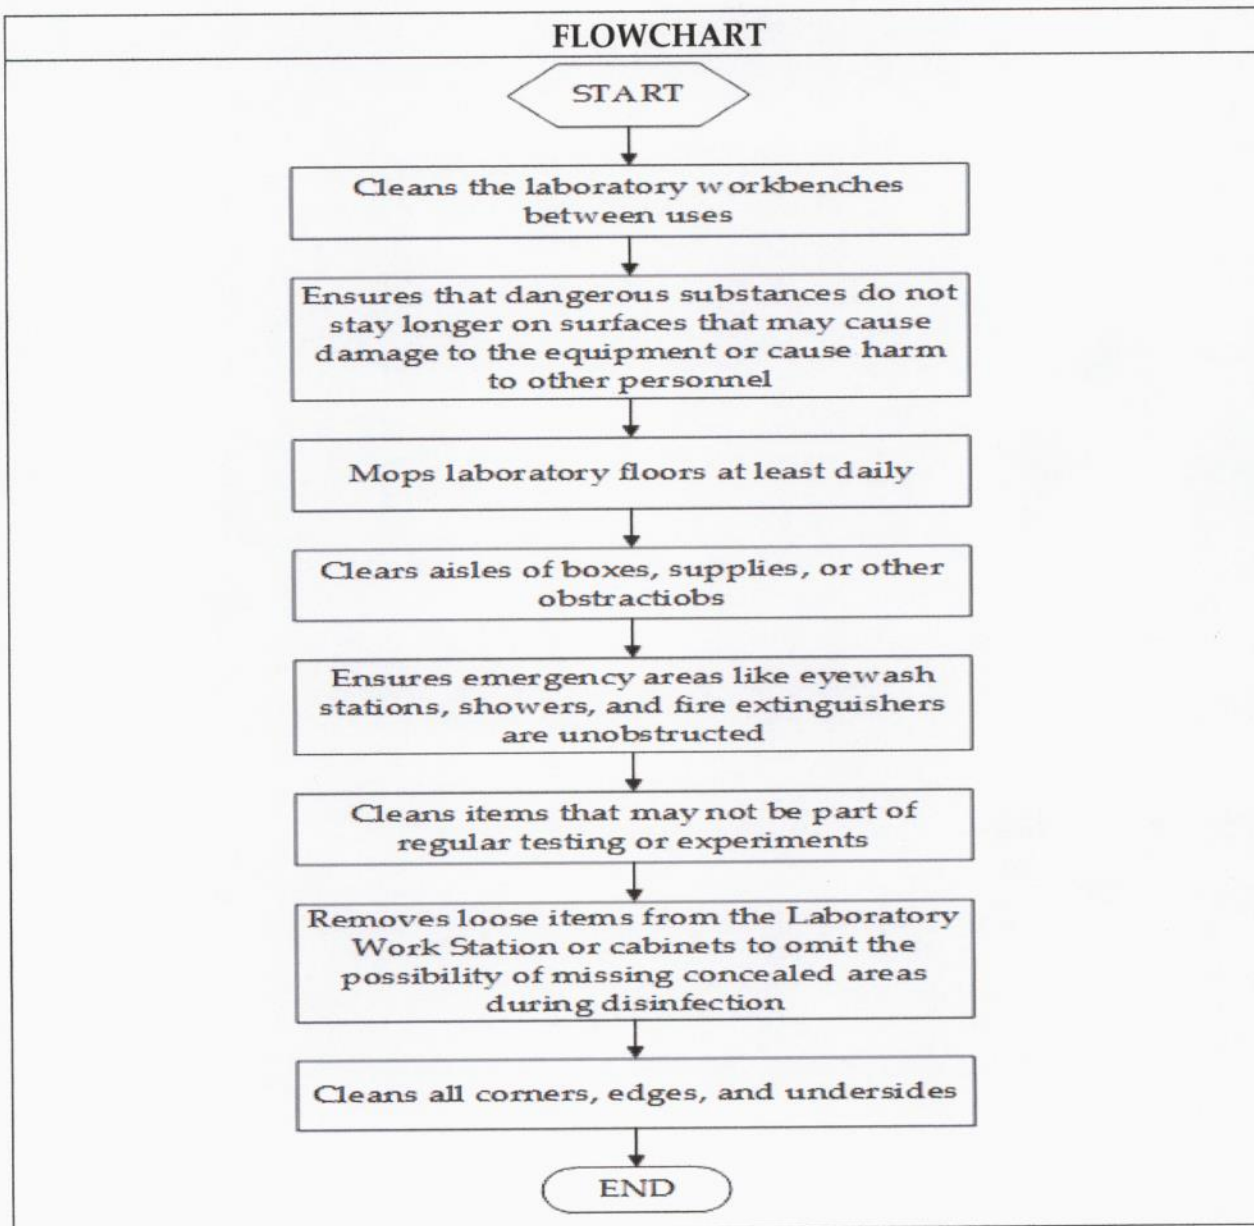 FLOWCHART
START
Cleans the laboratory workbenches
between uses
Ensures that dangerous substances do not
stay longer on surfaces that may cause
damage to the equipment or cause harm
to other personnel
Mops laboratory floors at least daily
Clears aisles of boxes, supplies, or other
obstractiobs
Ensures emergency areas like eyewash
stations, showers, and fire extinguishers
are unobstructed
Cleans items that may not be part of
regular testing or experiments
Removes loose items from the Laboratory
Work Station or cabinets to omit the
possibility of missing concealed areas
during disinfection
Cleans all corners, edges, and undersides
END